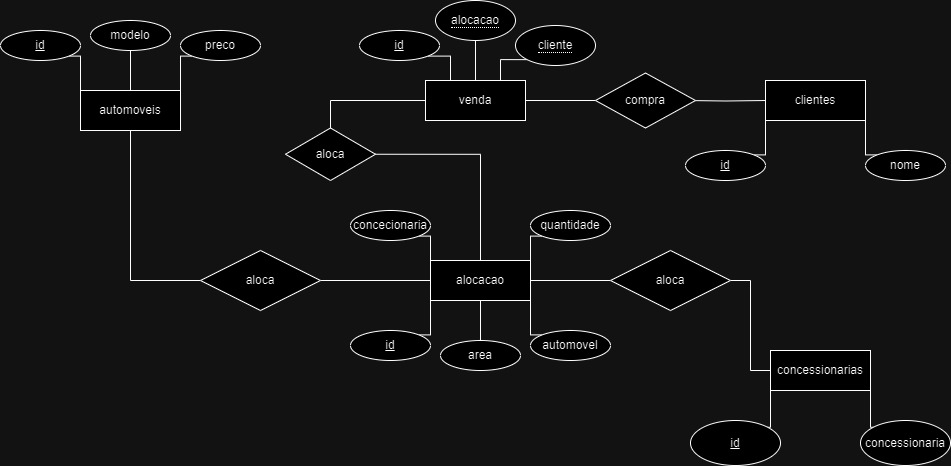 alocacao
modelo
id
preco
id
cliente
automoveis
venda
compra
clientes
aloca
id
nome
concecionaria
quantidade
aloca
alocacao
aloca
id
area
automovel
concessionarias
id
concessionaria